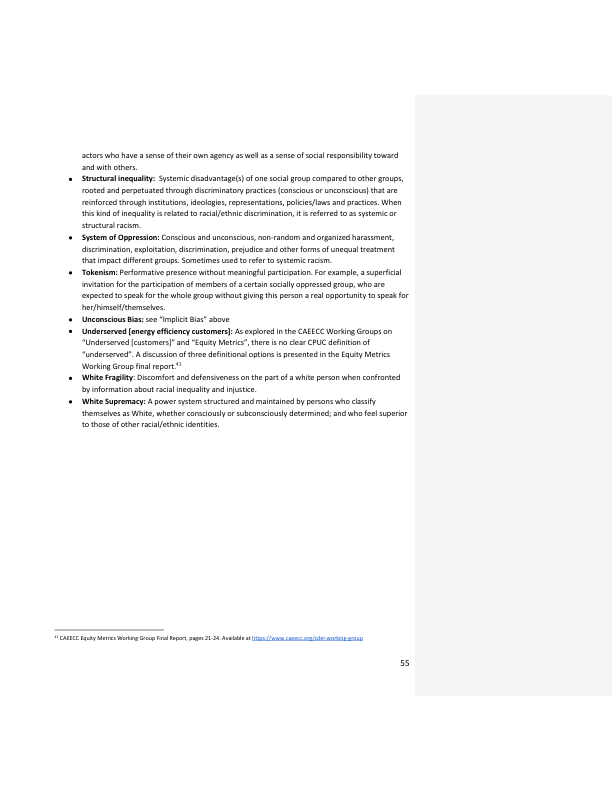 actors who have a sense of their own agency as well as a sense of social responsibility toward
and with others.
● Structural inequality:  Systemic disadvantage(s) of one social group compared to other groups,
rooted and perpetuated through discriminatory practices (conscious or unconscious) that are
reinforced through institutions, ideologies, representations, policies/laws and practices. When
this kind of inequality is related to racial/ethnic discrimination, it is referred to as systemic or
structural racism.
● System of Oppression: Conscious and unconscious, non-random and organized harassment,
discrimination, exploitation, discrimination, prejudice and other forms of unequal treatment
that impact different groups. Sometimes used to refer to systemic racism.
● Tokenism: Performative presence without meaningful participation. For example, a superficial
invitation for the participation of members of a certain socially oppressed group, who are
expected to speak for the whole group without giving this person a real opportunity to speak for
her/himself/themselves.
● Unconscious Bias: see “Implicit Bias” above
● Underserved [energy efficiency customers]: As explored in the CAEECC Working Groups on
“Underserved [customers]” and “Equity Metrics”, there is no clear CPUC definition of
“underserved”. A discussion of three definitional options is presented in the Equity Metrics
Working Group final report.41
● White Fragility: Discomfort and defensiveness on the part of a white person when confronted
by information about racial inequity and injustice.
● White Supremacy: A power system structured and maintained by persons who classify
themselves as White, whether consciously or subconsciously determined; and who feel superior
to those of other racial/ethnic identities.
41 CAEECC Equity Metrics Working Group Final Report, pages 21-24. Available at https://www.caeecc.org/cdei-working-group
55